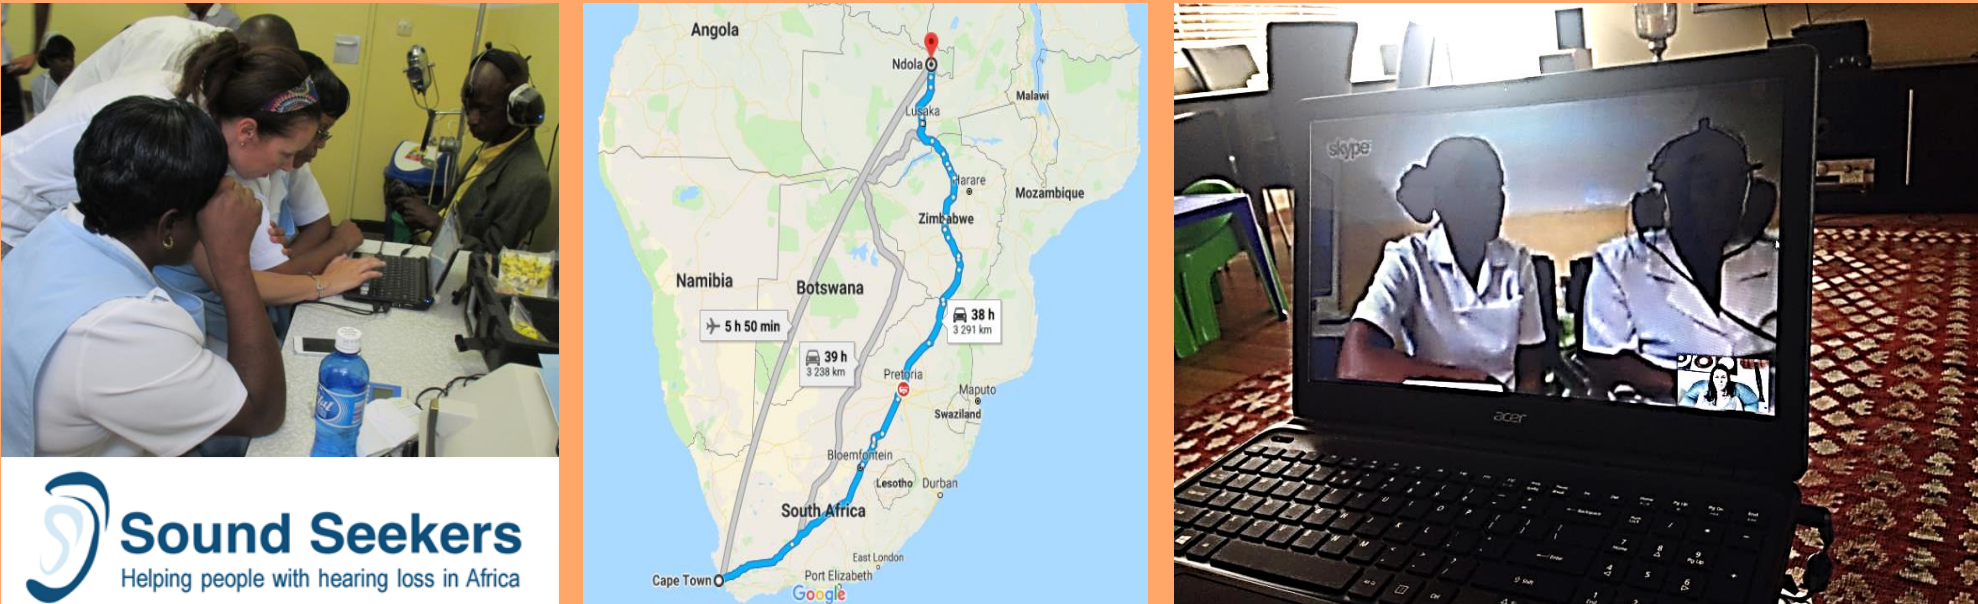 Sound Seekers
Helping people with hearing loss in Africa
Angola
Ndola
Lusaka
Malawi
Harare
Mozambique
Zimbabwe
Namibia
Botswana
5 h 50 min
38 h
3 291 km
39 h
3 238 km
Pretoria
Maputo
Swaziland
Bloemfontein
Lesotho
Durban
South Africa
East London
Cape Town
Port Elizabeth
Google
skype
acer